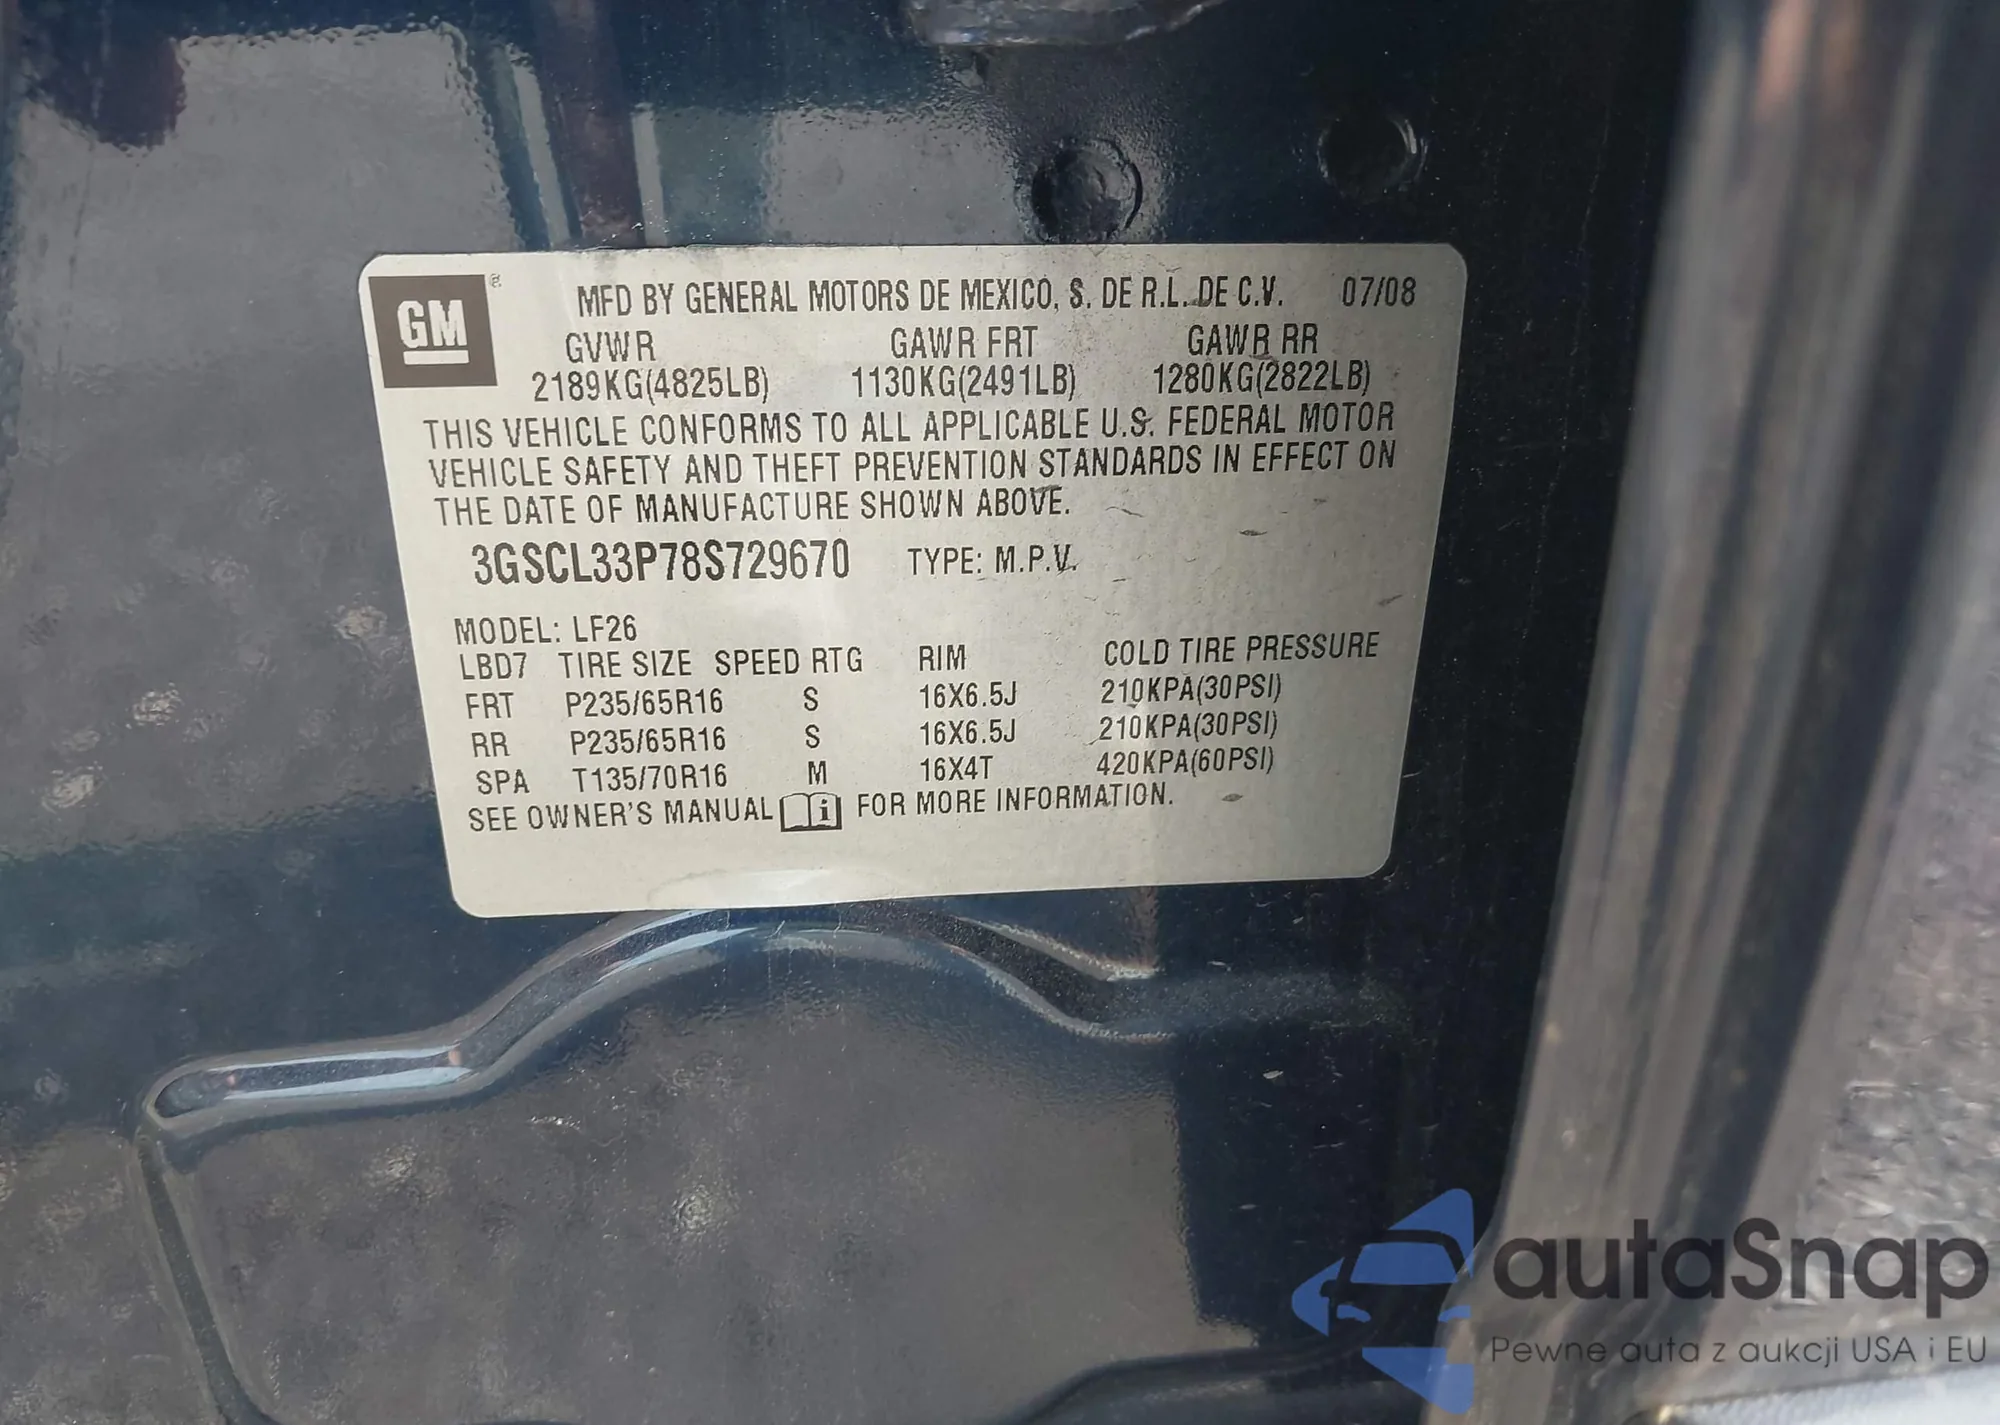 GM ®
MFD BY GENERAL MOTORS DE MEXICO, S. DE R.L. DE C.V. 07/08
GVWR GAWR FRT GAWR RR
2189KG(4825LB) 1130KG(2491LB) 1280KG(2822LB)
THIS VEHICLE CONFORMS TO ALL APPLICABLE U.S. FEDERAL MOTOR
VEHICLE SAFETY AND THEFT PREVENTION STANDARDS IN EFFECT ON
THE DATE OF MANUFACTURE SHOWN ABOVE.
3GSCL33P78S729670 TYPE: M.P.V.
MODEL: LF26
LBD7 TIRE SIZE SPEED RTG RIM COLD TIRE PRESSURE
FRT P235/65R16 S 16X6.5J 210KPA(30PSI)
RR P235/65R16 S 16X6.5J 210KPA(30PSI)
SPA T135/70R16 M 16X4T 420KPA(60PSI)
SEE OWNER'S MANUAL i FOR MORE INFORMATION.
autaSnap
Pewne auta z aukcji USA i EU